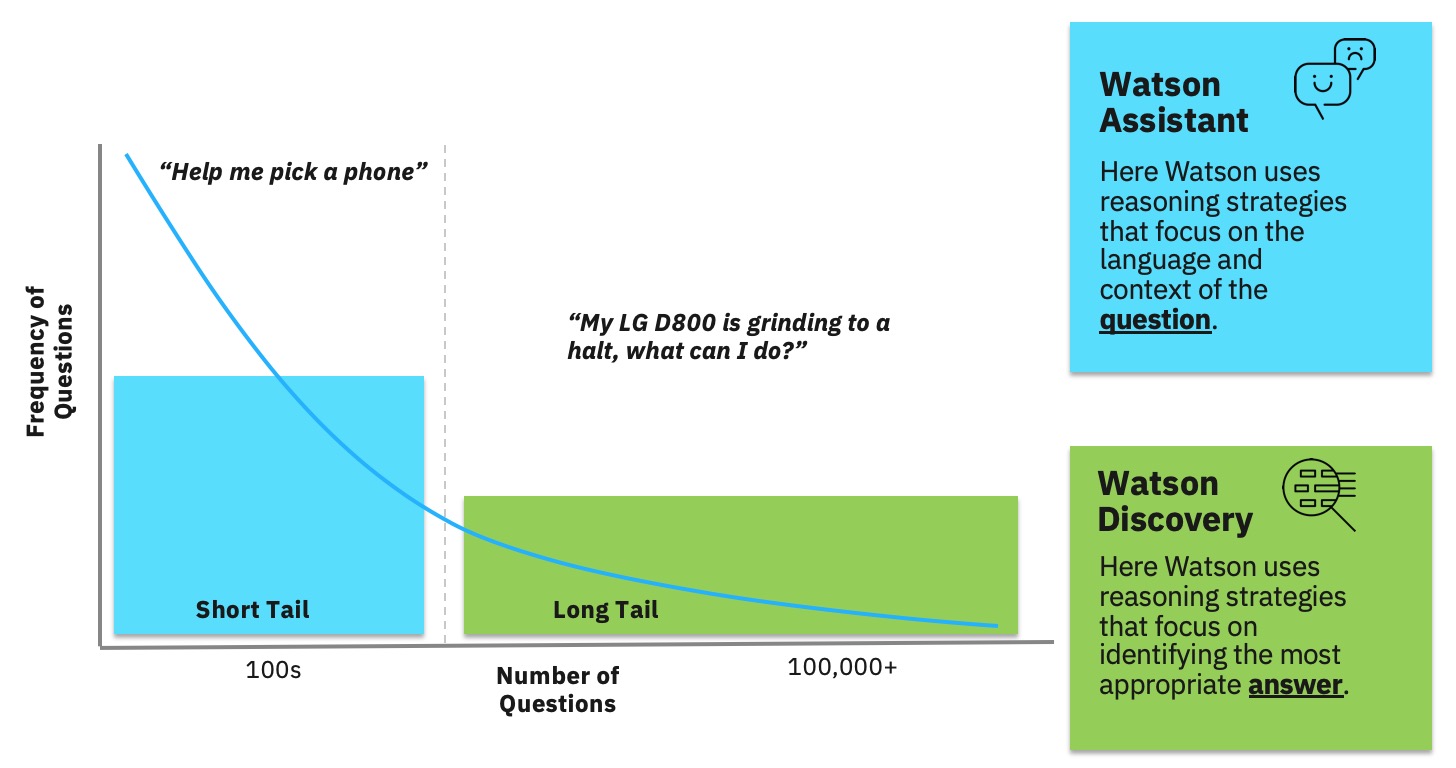 Watson
Assistant
Here Watson uses
reasoning strategies
that focus on the
language and
context of the
question.
“Help me pick a phone”
“My LG D800 is grinding to a
halt, what can I do?”
Frequency of
Questions
Short Tail
Long Tail
100s
Number of
Questions
100,000+
Watson
Discovery
Here Watson uses
reasoning strategies
that focus on
identifying the most
appropriate answer.